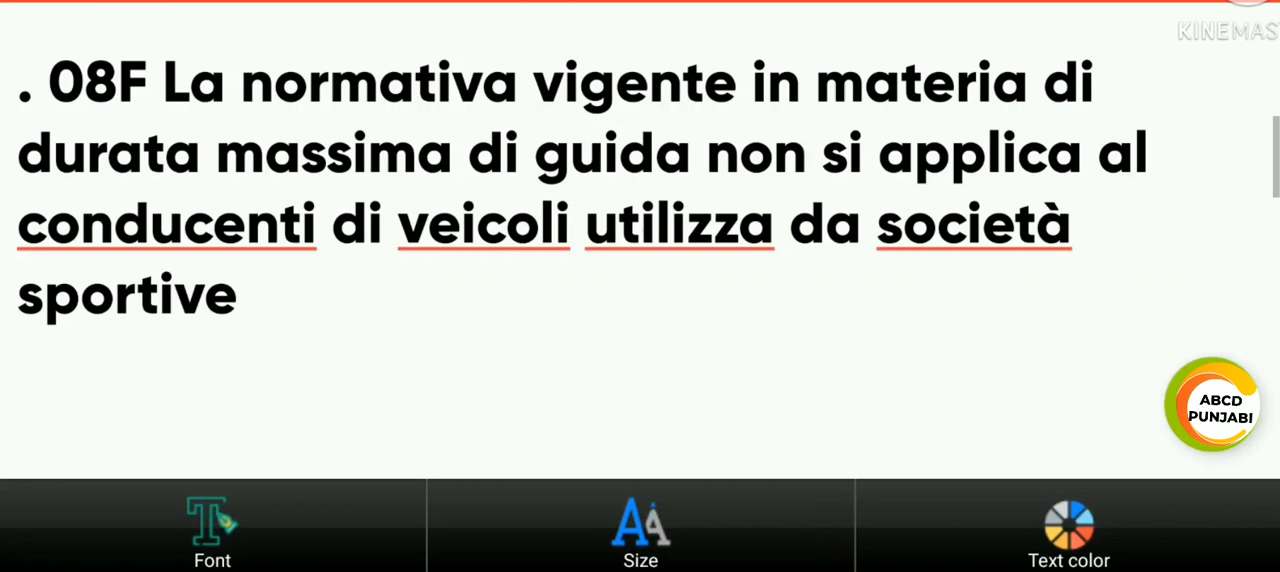 KINEMAS
. 08F La normativa vigente in materia di
durata massima di guida non si applica al
conducenti di veicoli utilizza da società
sportive
ABCD
PUNJABI
Font
Size
Text color